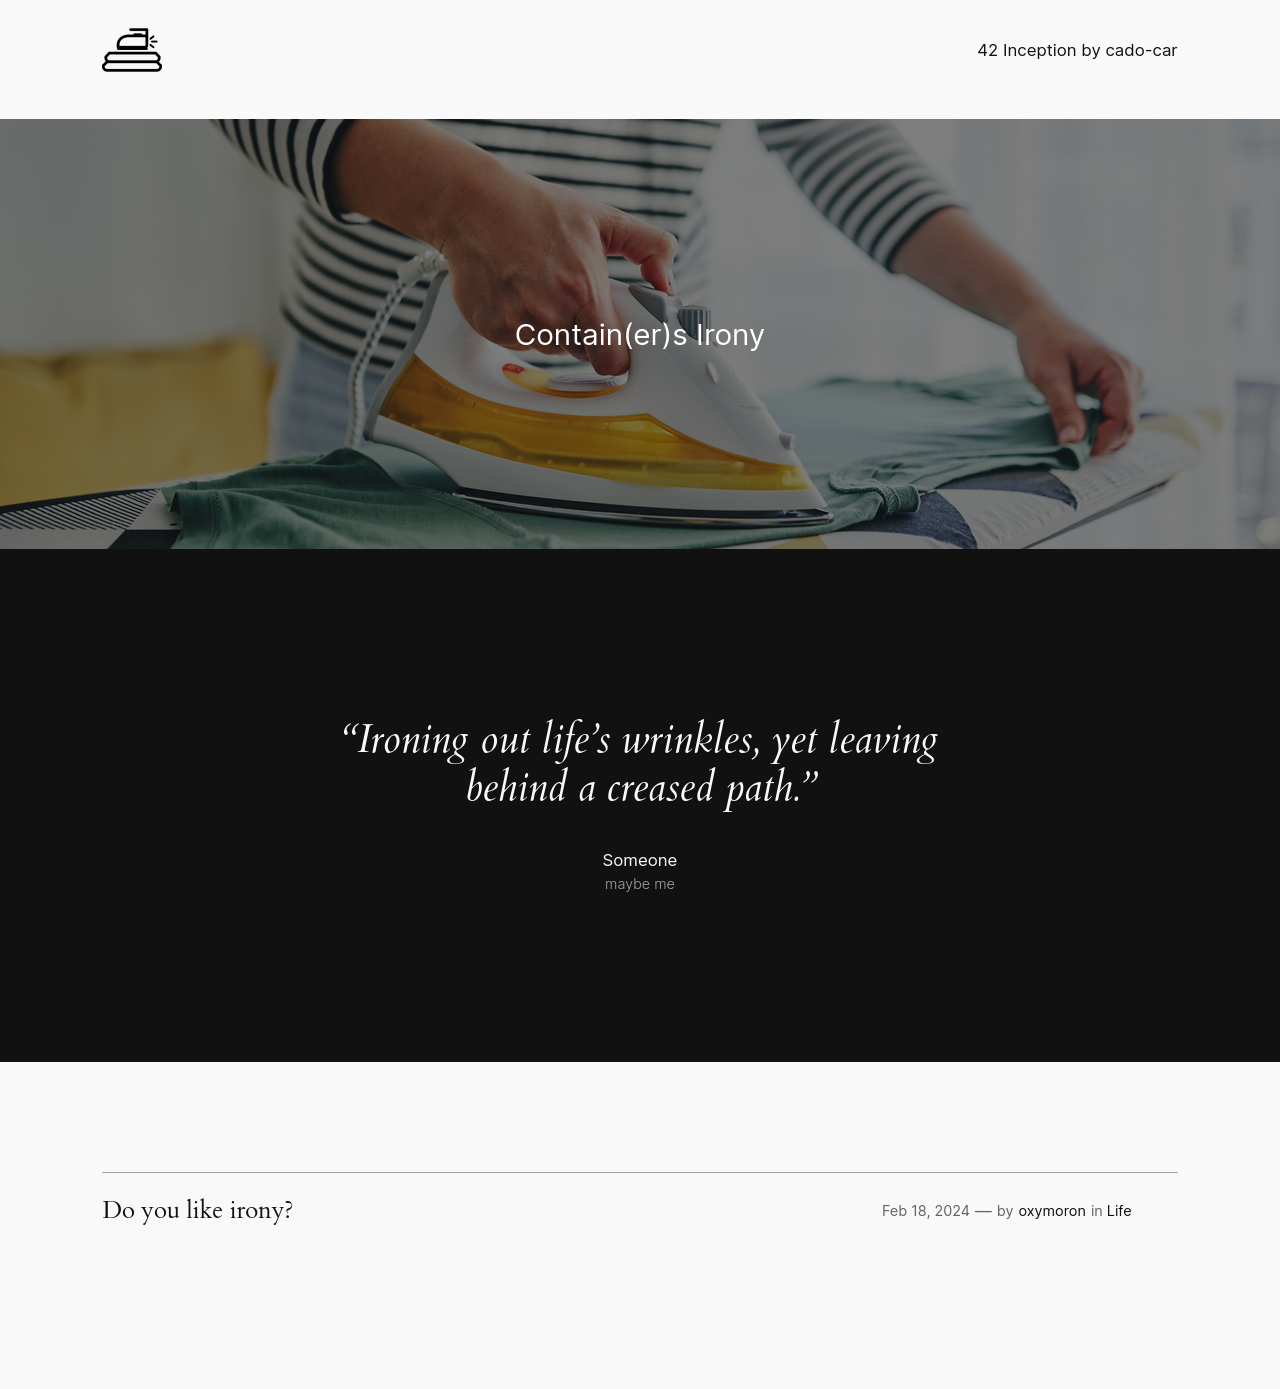 42 Inception by cado-car
Contain(er)s Irony
“Ironing out life’s wrinkles, yet leaving
behind a creased path.”
Someone
maybe me
Do you like irony?
Feb 18, 2024 — by oxymoron in Life